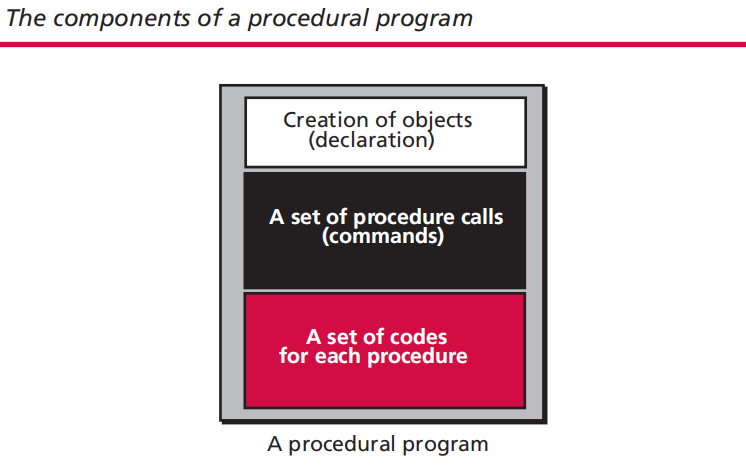 The components of a procedural program
Creation of objects
(declaration)
A set of procedure calls
(commands)
A set of codes
for each procedure
A procedural program